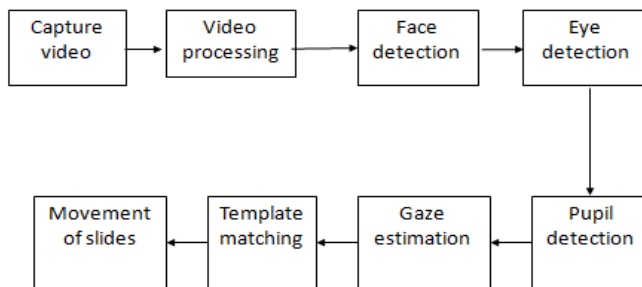 Capture
video
Video
processing
Face
detection
Eye
detection
Pupil
detection
Gaze
estimation
Template
matching
Movement
of slides